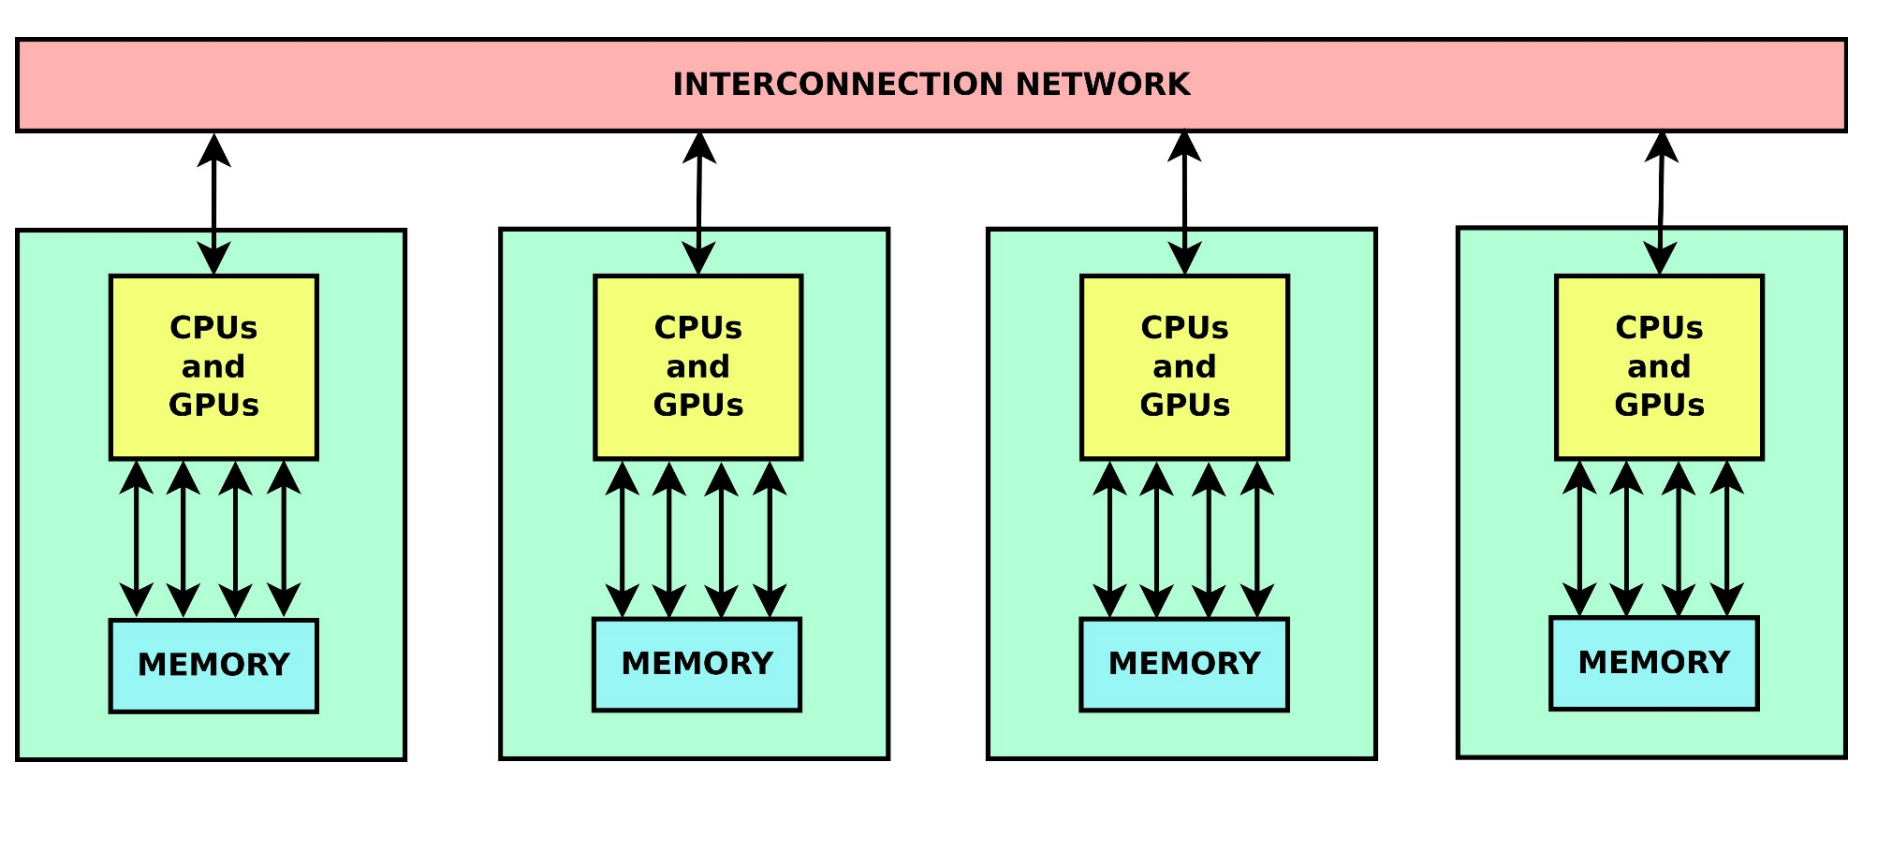 INTERCONNECTION NETWORK
CPUs
and
GPUs
MEMORY
CPUs
and
GPUs
MEMORY
CPUs
and
GPUs
MEMORY
CPUs
and
GPUs
MEMORY